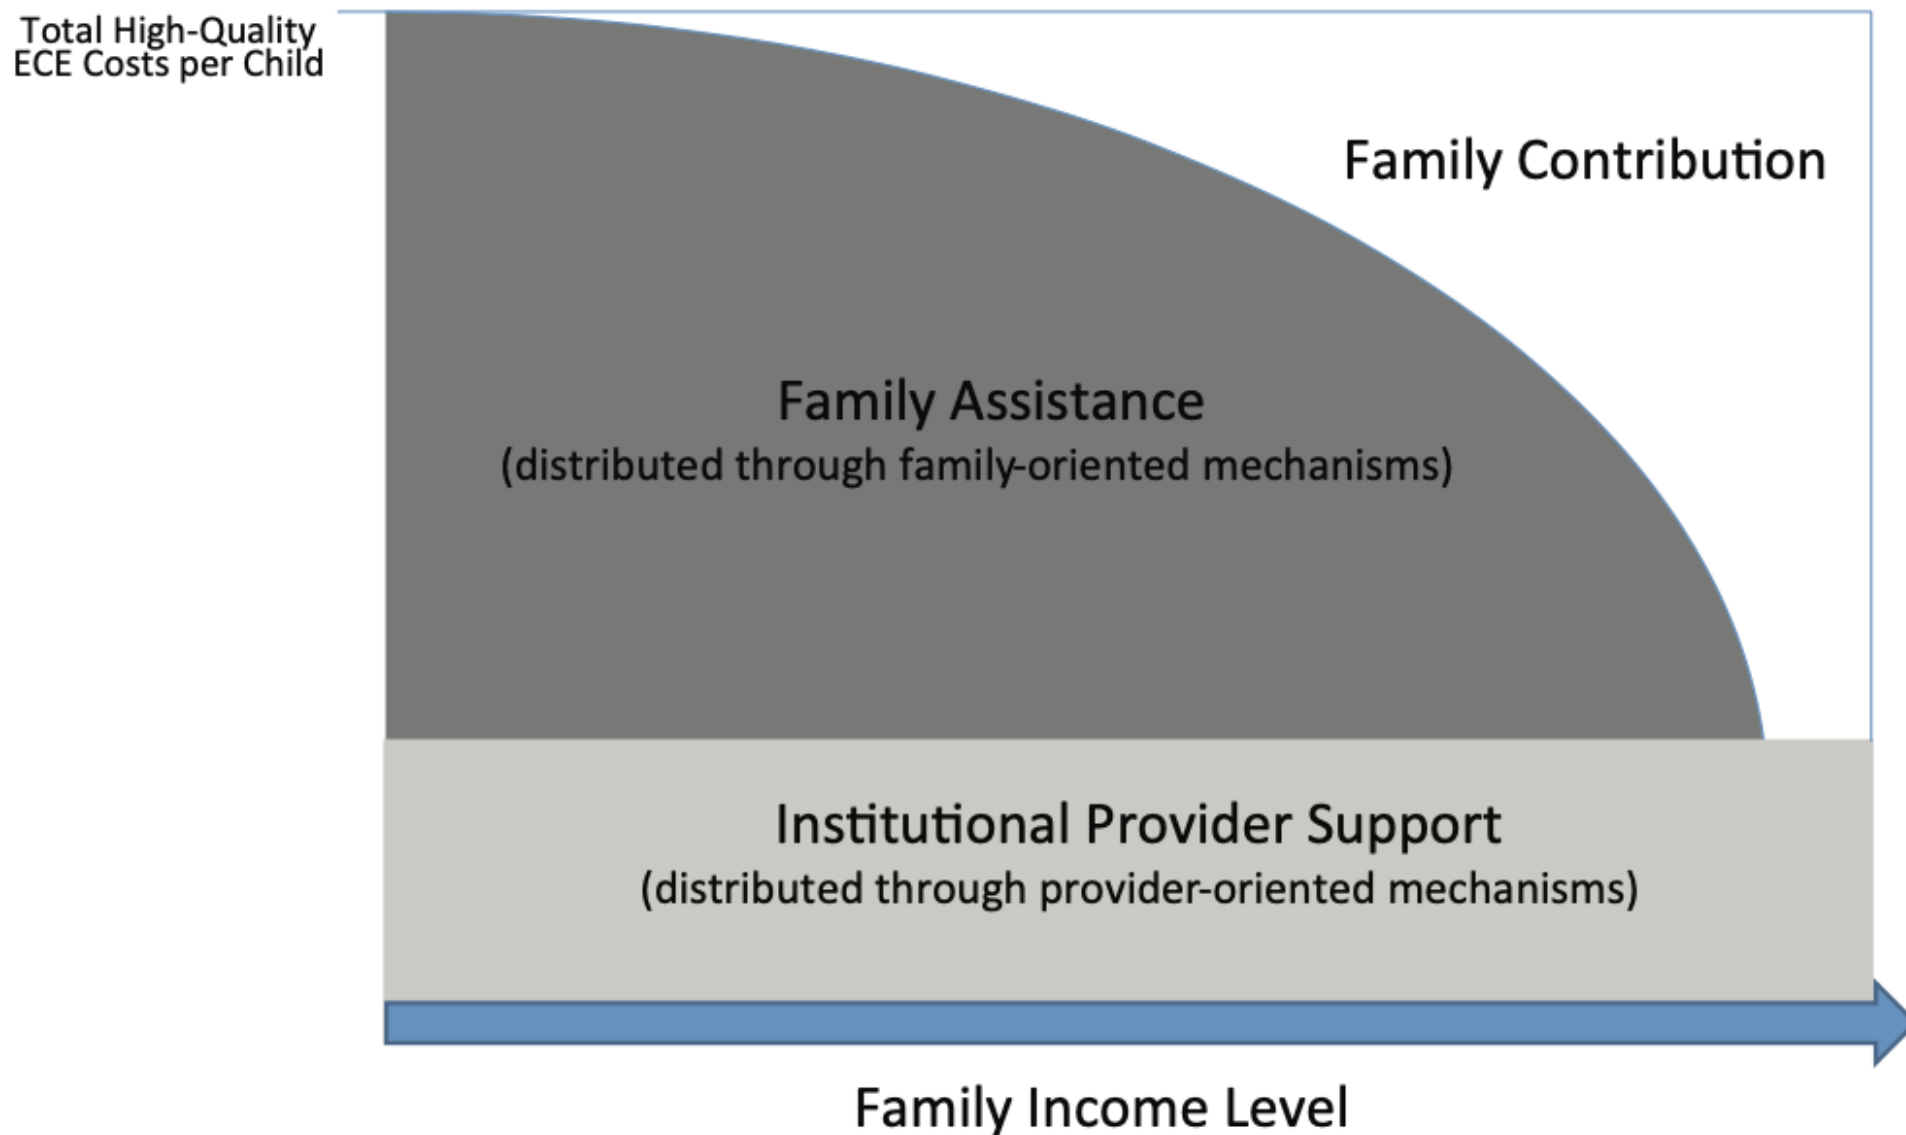 Total High-Quality
ECE Costs per Child
Family Contribution
Family Assistance
(distributed through family-oriented mechanisms)
Institutional Provider Support
(distributed through provider-oriented mechanisms)
Family Income Level